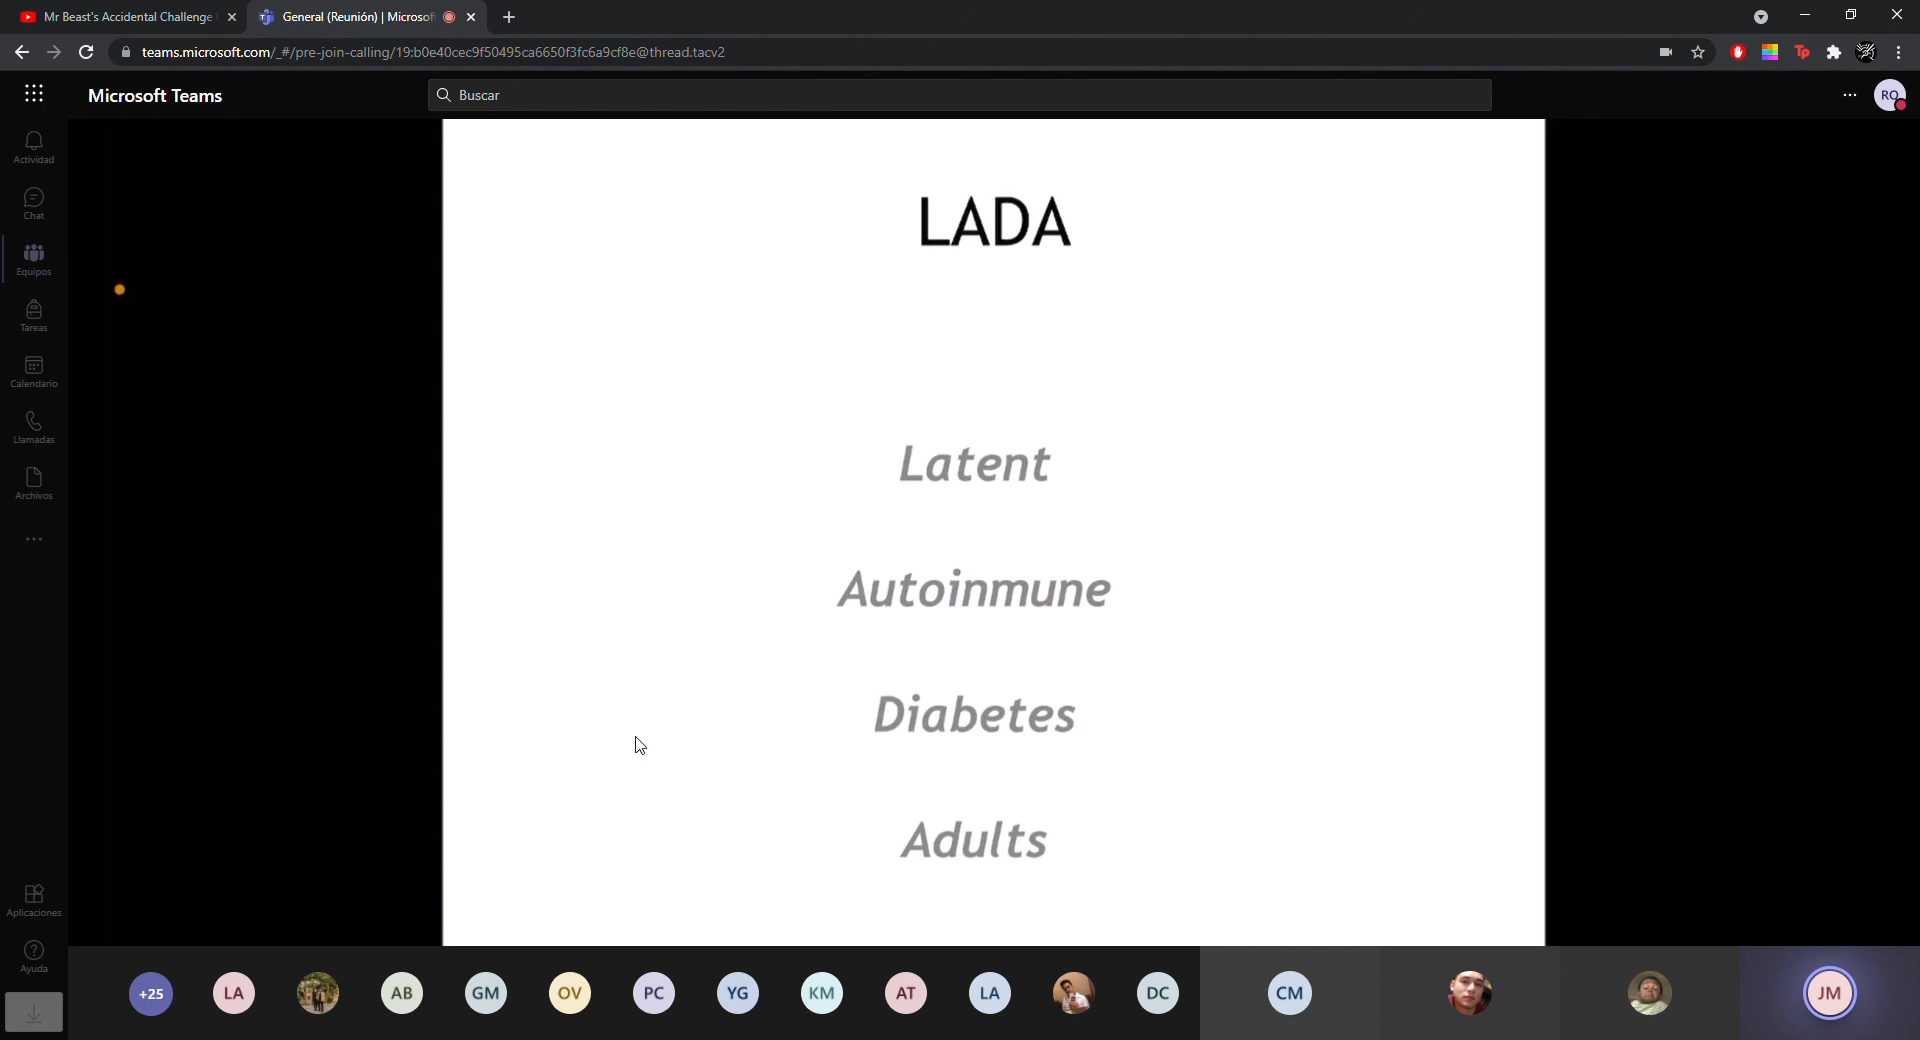 Mr Beast's Accidental Challenge
General (Reunión) | Microsof
teams.microsoft.com/_#/pre-join-calling/19:b0e40cec9f50495ca6650f3fc6a9cf8e@thread.tacv2
Tp
Microsoft Teams
Buscar
RO
Actividad
Chat
Equipos
Tareas
Calendario
Llamadas
Archivos
Aplicaciones
Ayuda
LADA
Latent
Autoinmune
Diabetes
Adults
+25
LA
AB
GM
OV
PC
YG
KM
AT
LA
DC
CM
JM